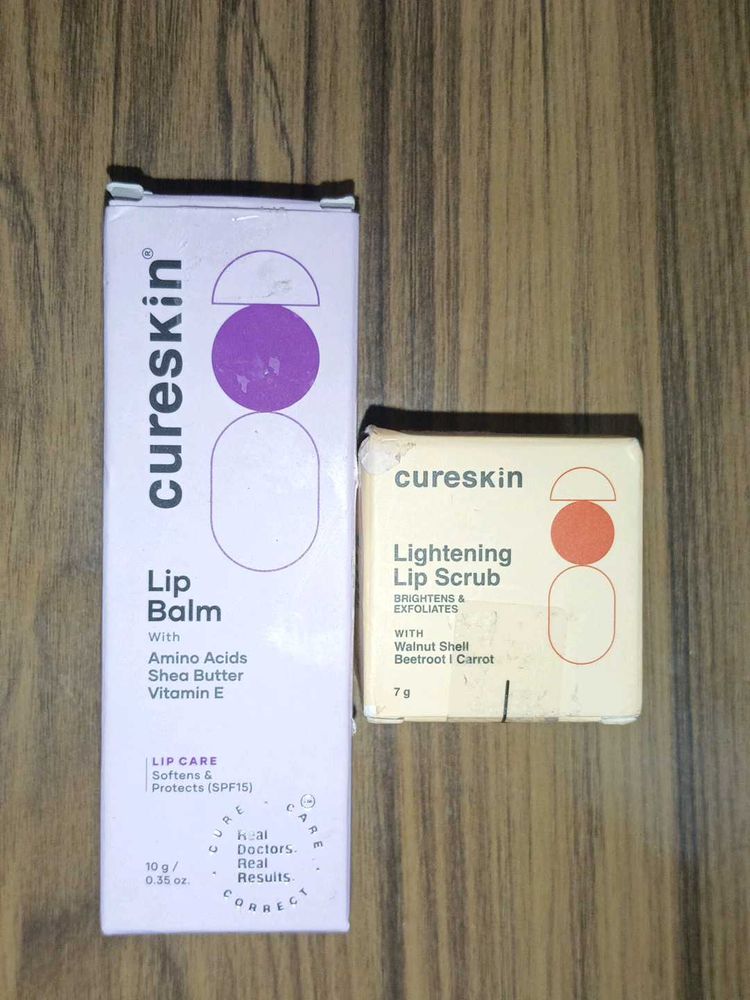 cureskin®
Lip
Balm
With
Amino Acids
Shea Butter
Vitamin E
LIP CARE
Softens &
Protects (SPF15)
10 g /
0.35 oz.
CURE · CARE · CORRECT ·
Real
Doctors.
Real
Results.
cureskin
Lightening
Lip Scrub
BRIGHTENS &
EXFOLIATES
WITH
Walnut Shell
Beetroot | Carrot
7 g